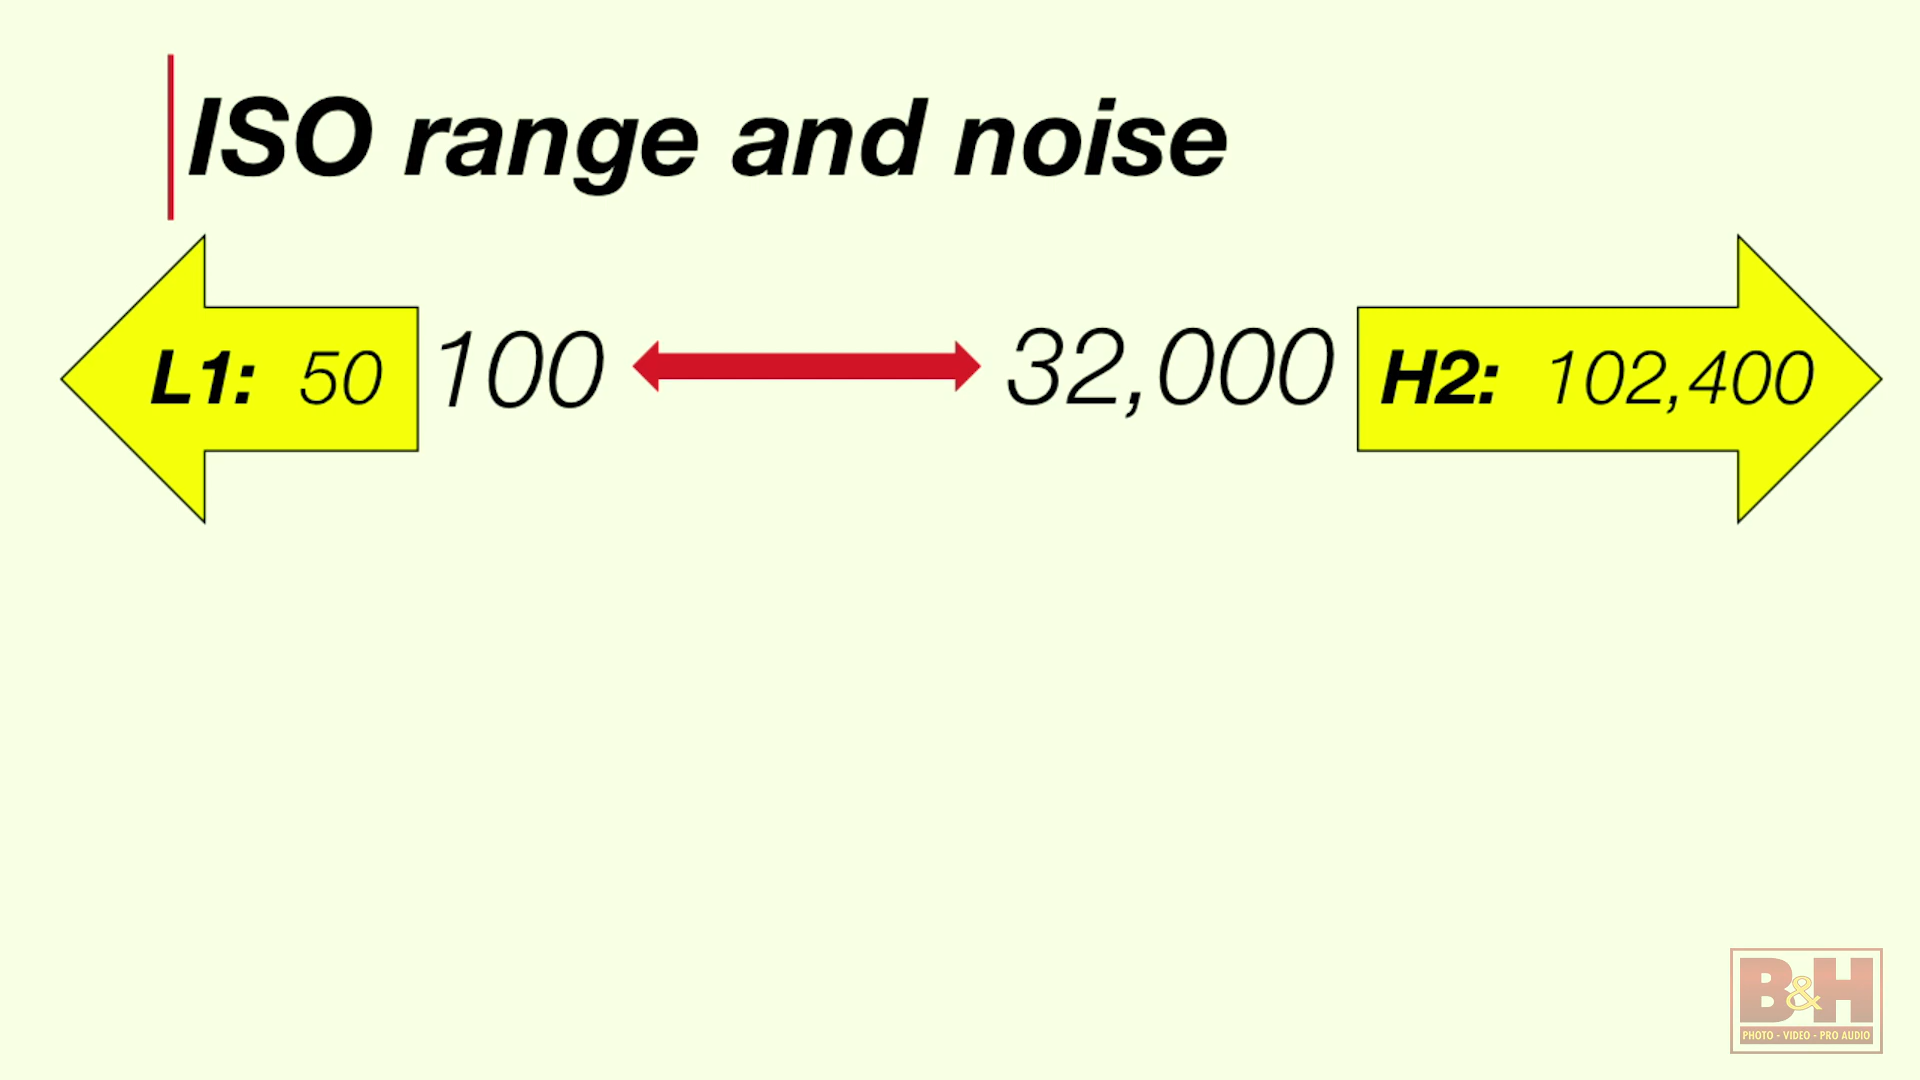 ISO range and noise
L1: 50 100 32,000 H2: 102,400
B&H
PHOTO - VIDEO - PRO AUDIO